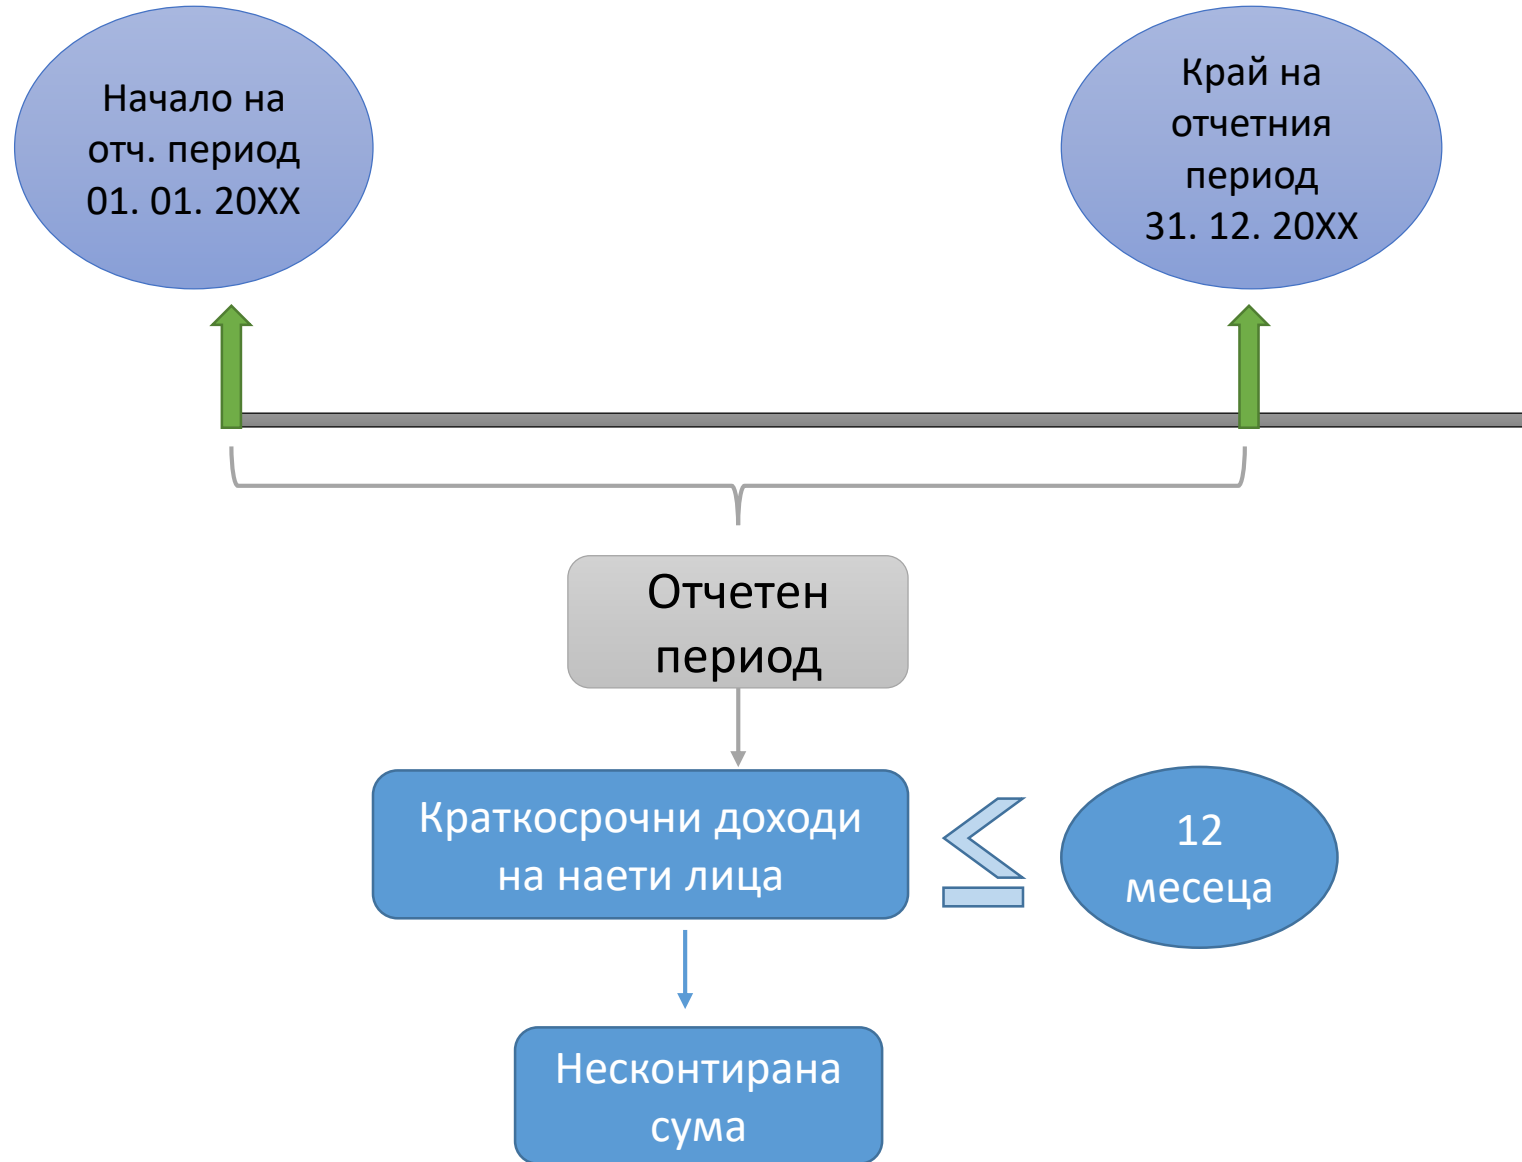 Начало на
отч. период
01. 01. 20XX
Край на
отчетния
период
31. 12. 20XX
Отчетен
период
Краткосрочни доходи
на наети лица
≤
12
месеца
Несконтирана
сума